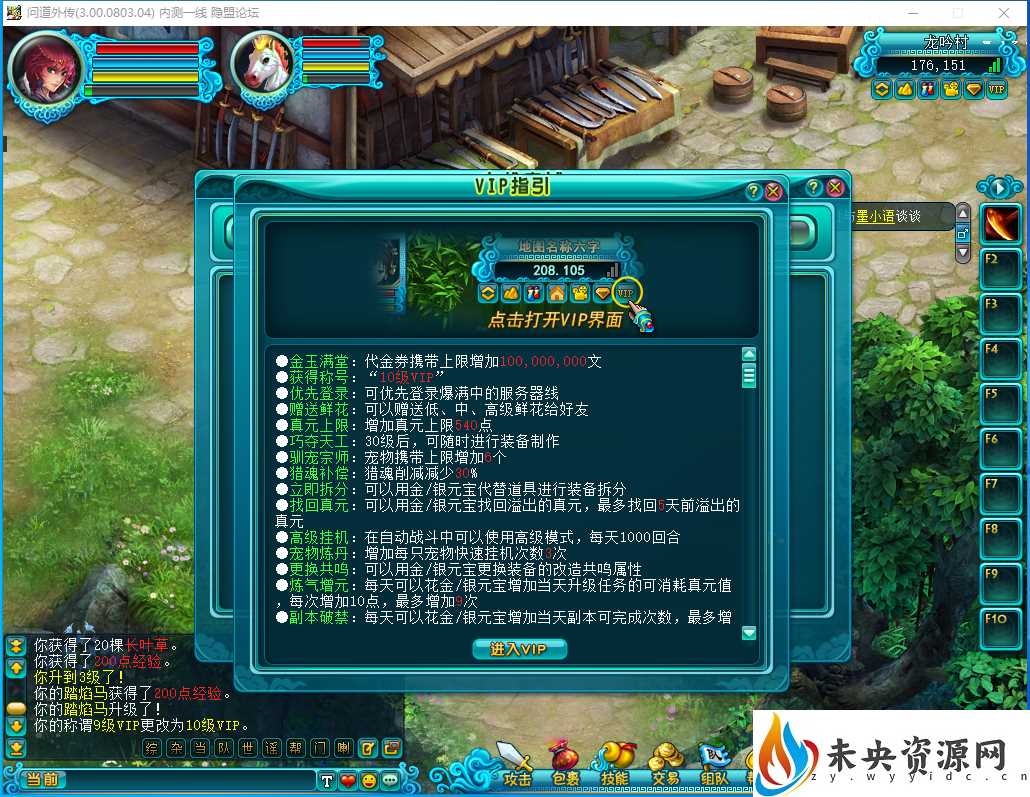 问道外传(3.00.0803.04) 内测一线 隐盟论坛
龙吟村
176,151
VIP
VIP指引
墨小语谈谈
地图名称六字
208.105
VIP
点击打开VIP界面
●金玉满堂：代金券携带上限增加100,000,000文
●获得称号：“10级VIP”
●优先登录：可优先登录爆满中的服务器线
●赠送鲜花：可以赠送低、中、高级鲜花给好友
●真元上限：增加真元上限540点
●巧夺天工：30级后，可随时进行装备制作
●驯宠宗师：宠物携带上限增加6个
●猎魂补偿：猎魂削减减少30%
●立即拆分：可以用金/银元宝代替道具进行装备拆分
●找回真元：可以用金/银元宝找回溢出的真元，最多找回5天前溢出的
真元
●高级挂机：在自动战斗中可以使用高级模式，每天1000回合
●宠物炼丹：增加每只宠物快速挂机次数3次
●更换共鸣：可以用金/银元宝更换装备的改造共鸣属性
●炼气增元：每天可以花金/银元宝增加当天升级任务的可消耗真元值
，每次增加10点，最多增加9次
●副本破禁：每天可以花金/银元宝增加当天副本可完成次数，最多增
进入VIP
F2
F3
F4
F5
F6
F7
F8
F9
F10
你获得了20棵长叶草。
你获得了200点经验。
你升到3级了！
你的踏焰马获得了200点经验。
你的踏焰马升级了！
你的称谓9级VIP更改为10级VIP。
综 杂 当 队 世 谣 帮 门 喇
当前
T
攻击 包裹 技能 交易 组队
未央资源网
zy.wyyidc.cn